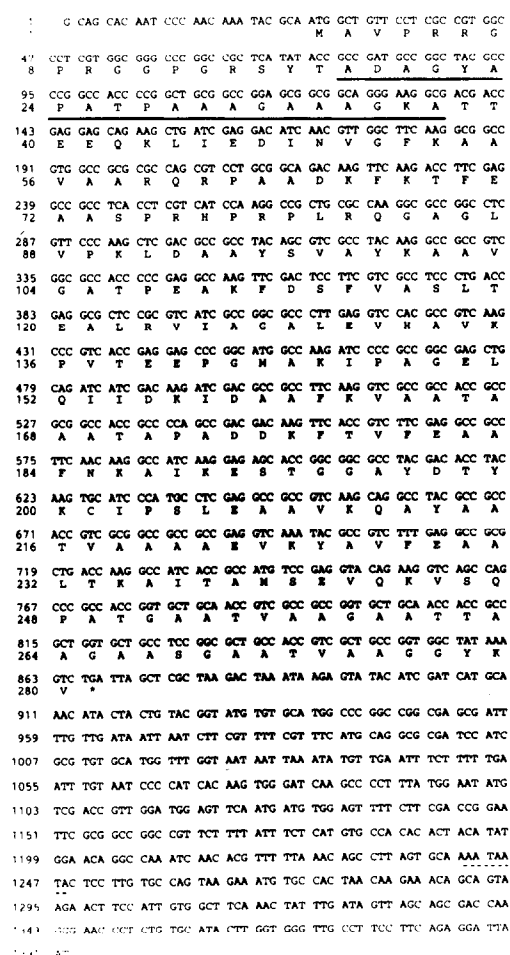 1 G CAG CAC AAT CCC AAC AAA TAC GCA ATG GCT GTT CCT CGC CGT GGC
1 M A V P R R G
47 CCT CGT GGC GGG CCC GGC CGC TCA TAT ACC GCC GAT GCC GGC TAC GCC
8 P R G G P G R S Y T A D A G Y A
95 CCG GCC ACC CCG GCT GCG GCC GGA GCG GCG GCA GGG AAG GCG ACG ACC
24 P A T P A A A G A A A G K A T T
143 GAG GAG CAG AAG CTG ATC GAG GAC ATC AAC GTT GGC TTC AAG GCG GCC
40 E E Q K L I E D I N V G F K A A
191 GTG GCC GCG CGC CAG CGT CCT GCG GCA GAC AAG TTC AAG ACC TTC GAG
56 V A A R Q R P A A D K F K T F E
239 GCC GCC TCA CCT CGT CAT CCA AGG CCG CTG CGC CAA GGC GCC GGC CTC
72 A A S P R H P R P L R Q G A G L
287 GTT CCC AAG CTC GAC GCC GCC TAC AGC GTC GCC TAC AAG GCC GCC GTC
88 V P K L D A A Y S V A Y K A A V
335 GGC GCC ACC CCC GAG GCC AAG TTC GAC TCC TTC GTC GCC TCC CTG ACC
104 G A T P E A K F D S F V A S L T
383 GAG GCG CTC CGC GTC ATC GCC GGC GCC CTT GAG GTC CAC GCC GTC AAG
120 E A L R V I A G A L E V H A V K
431 CCC GTC ACC GAG GAG CCC GGC ATG GCC AAG ATC CCC GCC GGC GAG CTG
136 P V T E E P G M A K I P A G E L
479 CAG ATC ATC GAC AAG ATC GAC GCC GCC TTC AAG GTC GCC GCC ACC GCC
152 Q I I D K I D A A F K V A A T A
527 GCG GCC ACC GCC CCA GCC GAC GAC AAG TTC ACC GTC TTC GAG GCC GCC
168 A A T A P A D D K F T V F E A A
575 TTC AAC AAG GCC ATC AAG GAG AGC ACC GGC GGC GCC TAC GAC ACC TAC
184 F N K A I K E S T G G A Y D T Y
623 AAG TGC ATC CCA TGC CTC GAG GCC GCC GTC AAG CAG GCC TAC GCC GCC
200 K C I P S L E A A V K Q A Y A A
671 ACC GTC GCG GCC GCC GCC GAG GTC AAA TAC GCC GTC TTT GAG GCC GCG
216 T V A A A A E V K Y A V F E A A
719 CTG ACC AAG GCC ATC ACC GCC ATG TCC GAG GTA CAG AAG GTC AGC CAG
232 L T K A I T A M S E V Q K V S Q
767 CCC GCC ACC GGT GCT GCA ACC GTC GCC GCC GGT GCT GCA ACC ACC GCC
248 P A T G A A T V A A G A A T T A
815 GCT GGT GCT GCC TCC GGC GCT GCC ACC GTC GCT GCC GGT GGC TAT AAA
264 A G A A S G A A T V A A G G Y K
863 GTC TGA TTA GCT CGC TAA GAC TAA ATA AGA GTA TAC ATC GAT CAT GCA
280 V *
911 AAC ATA CTA CTG TAC GGT ATG TGT GCA TGG CCC GGC CGG CGA GCG ATT
959 TTG TTG ATA ATT AAT CTT CGT TTT CGT TTC ATG CAG GCG CGA TCC ATC
1007 GCG TGT GCA TGG TTT GGT AAT AAT TAA ATA TGT TGA ATT TCT TTT TGA
1055 ATT TGT AAT CCC CAT CAC AAG TGG GAT CAA GCC CCT TTA TGG AAT ATG
1103 TCG ACC GTT GGA TGG AGT TCA ATG ATG TGG AGT TTT CTT CGA CCG GAA
1151 TTC GCG GCC GGC CGT TCT TTT ATT TCT CAT GTG CCA CAC ACT ACA TAT
1199 GGA ACA GGC CAA ATC AAC ACG TTT TTA AAC AGC CTT AGT GCA AAA TAA
1247 TAC TCC TTG TGC CAG TAA GAA ATG TGC CAC TAA CAA GAA ACA GCA GTA
1295 AGA ACT TCC ATT GTG GCT TCA AAC TAT TTG ATA GTT AGC AGC GAC CAA
GCG AAC CCT CTG TGC ATA CTT GGT GGG TTG CCT TCC TTC AGA GGA TTA